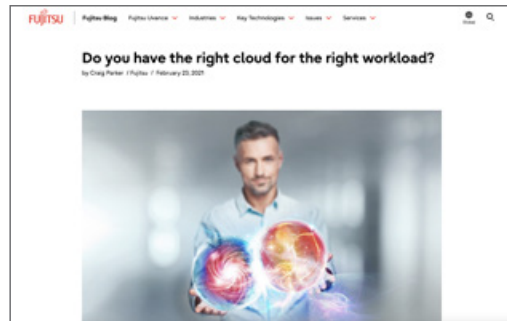 FUJITSU
Fujitsu Blog Fujitsu Uvance Industries Key Technologies Issues Services Global
Do you have the right cloud for the right workload?
by Craig Parker / Fujitsu / February 23, 2021